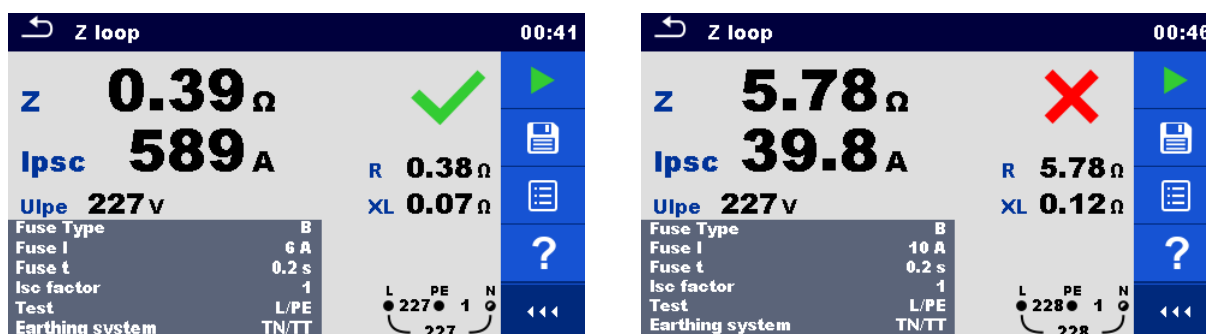 Z loop 00:41
Z 0.39 Ω
Ipsc 589 A
R 0.38 Ω
Ulpe 227 V
XL 0.07 Ω
Fuse Type B
Fuse I 6 A
Fuse t 0.2 s
Isc factor 1
Test L/PE
Earthing system TN/TT
L PE N
227 1
227
?
Z loop 00:46
Z 5.78 Ω
Ipsc 39.8 A
R 5.78 Ω
Ulpe 227 V
XL 0.12 Ω
Fuse Type B
Fuse I 10 A
Fuse t 0.2 s
Isc factor 1
Test L/PE
Earthing system TN/TT
L PE N
228 1
228
?